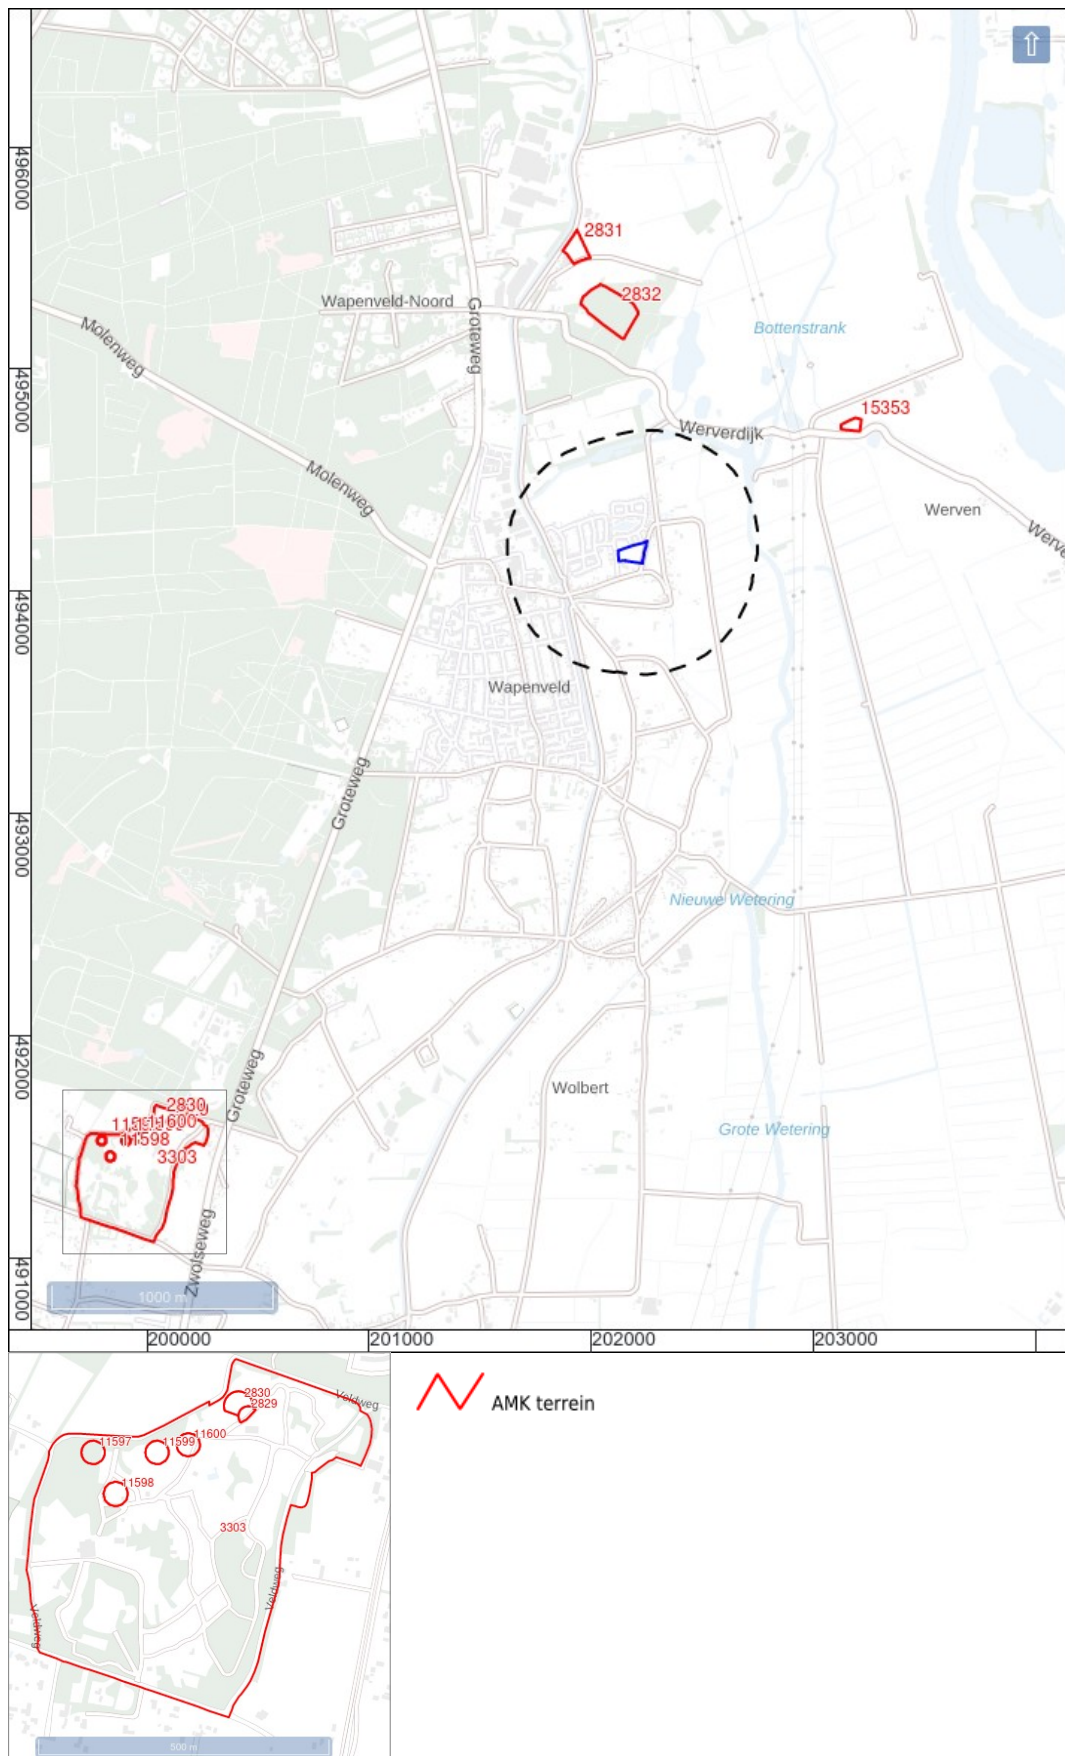 ⇧
496000
2831
2832
Wapenveld-Noord
Groteweg
Bottenstrank
Molenweg
495000
15353
Werverdijk
Molenweg
Werven
494000
Wapenveld
Groteweg
493000
Nieuwe Wetering
492000
Groteweg
Wolbert
2830
11600
11598
3303
Grote Wetering
Zwolseweg
491000
1000 m
200000
201000
202000
203000
2830
2829
Veldweg
11597
11599
11600
11598
3303
Veldweg
Veldweg
500 m
AMK terrein